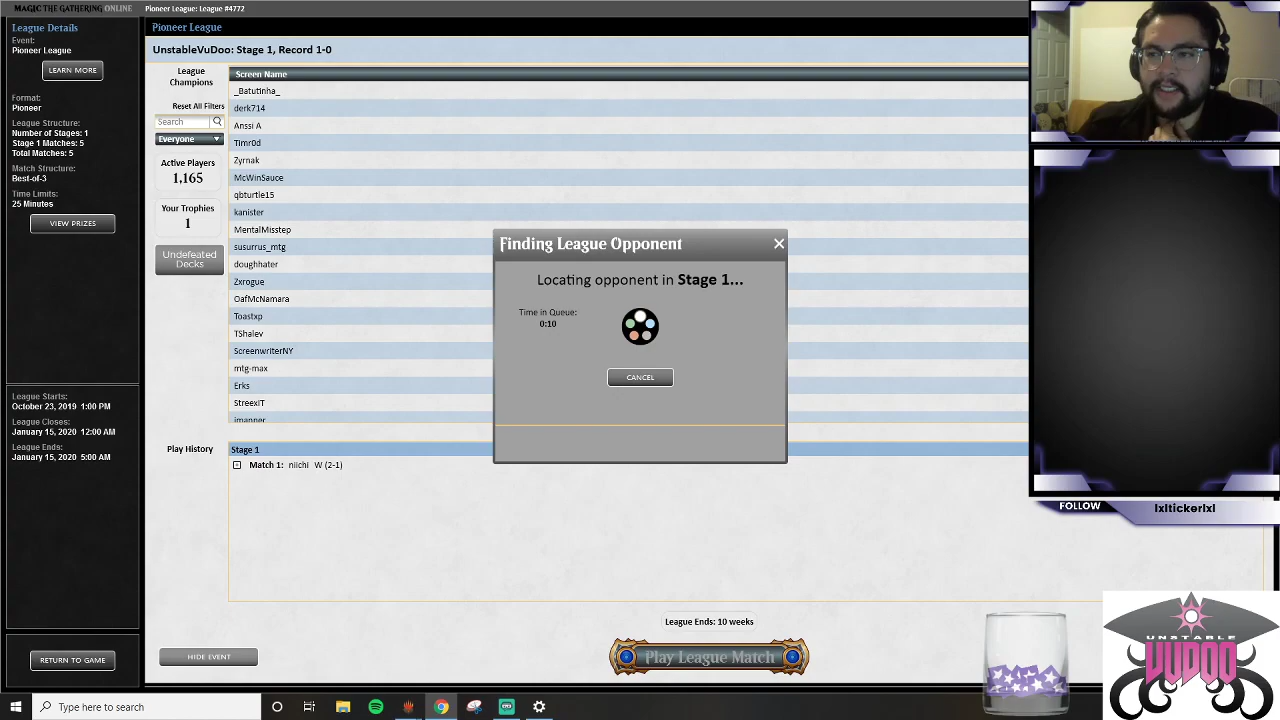 MAGIC THE GATHERING ONLINE
Pioneer League: League #4772
League Details
Event:
Pioneer League
LEARN MORE
Format:
Pioneer
League Structure:
Number of Stages: 1
Stage 1 Matches: 5
Total Matches: 5
Match Structure:
Best-of-3
Time Limits:
25 Minutes
VIEW PRIZES
League Starts:
October 23, 2019 1:00 PM
League Closes:
January 15, 2020 12:00 AM
League Ends:
January 15, 2020 5:00 AM
RETURN TO GAME
Pioneer League
UnstableVuDoo: Stage 1, Record 1-0
League
Champions
Reset All Filters
Search
Everyone
Active Players
1,165
Your Trophies
1
Undefeated
Decks
Screen Name
_Batutinha_
derk714
Anssi A
Timr0d
Zyrnak
McWinSauce
qbturtle15
kanister
MentalMisstep
susurrus_mtg
doughhater
Zxrogue
OafMcNamara
Toastxp
TShalev
ScreenwriterNY
mtg-max
Erks
StreexIT
imanner
Finding League Opponent
Locating opponent in Stage 1...
Time in Queue:
0:10
CANCEL
Play History
Stage 1
Match 1: niichi W (2-1)
League Ends: 10 weeks
HIDE EVENT
Play League Match
FOLLOW
lxltickerlxl
UNSTABLE
VUDOO
Type here to search